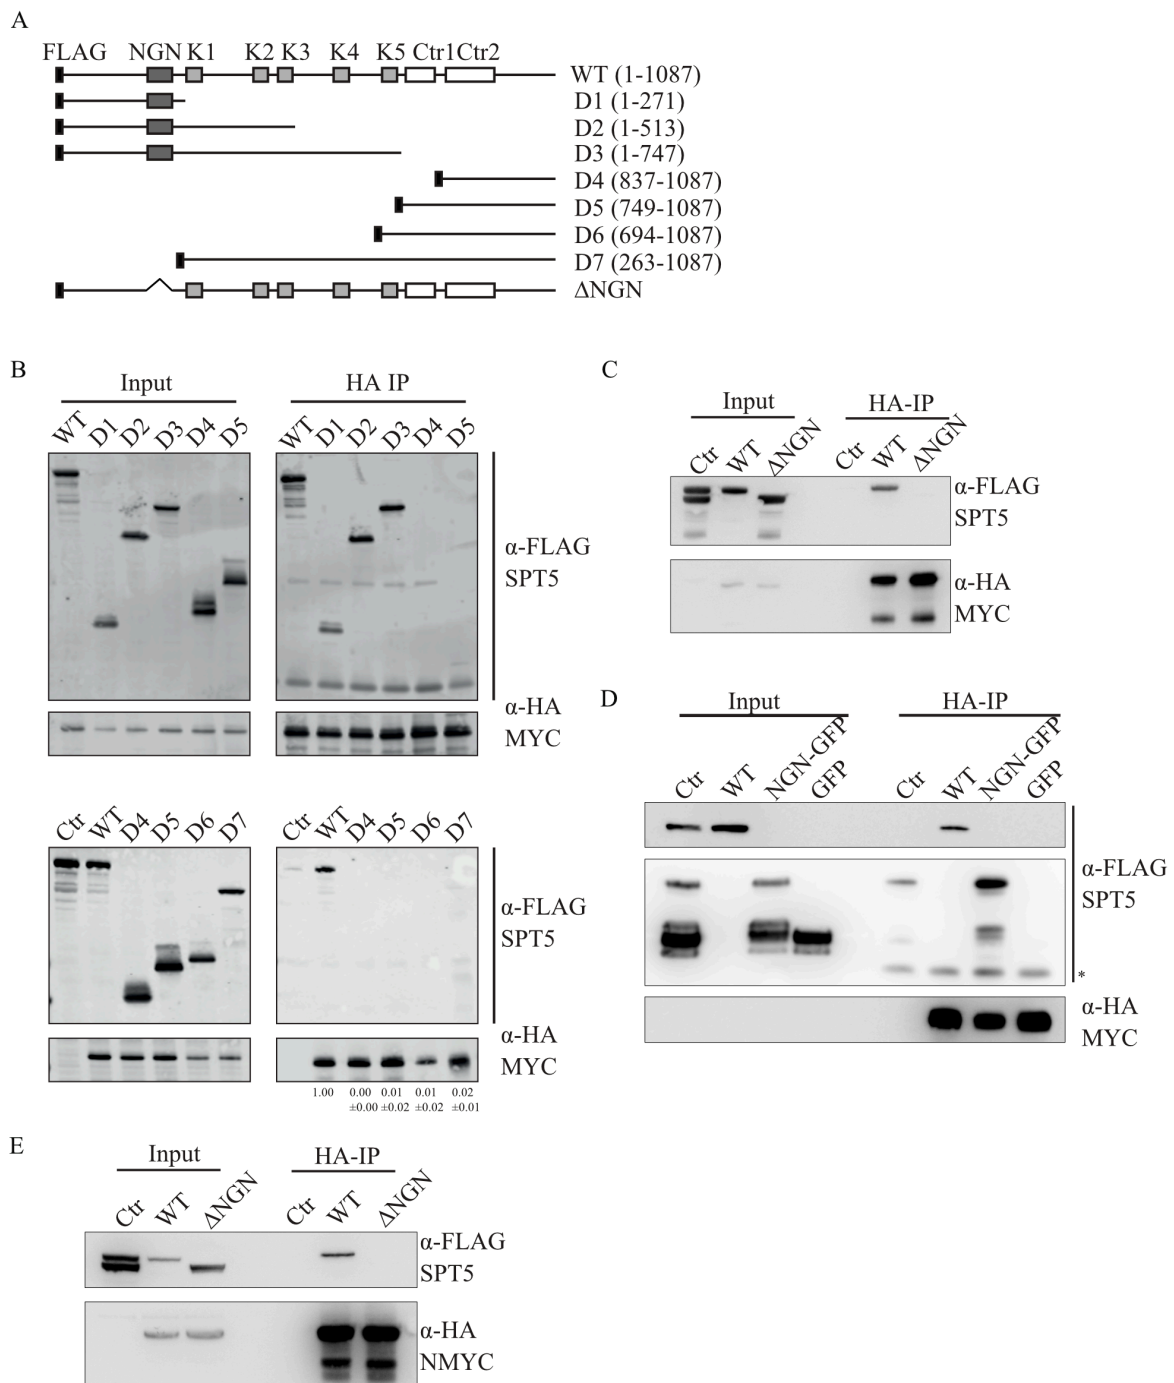 A
FLAG NGN K1 K2 K3 K4 K5 Ctr1Ctr2
WT (1-1087)
D1 (1-271)
D2 (1-513)
D3 (1-747)
D4 (837-1087)
D5 (749-1087)
D6 (694-1087)
D7 (263-1087)
ΔNGN
B
Input HA IP
WT D1 D2 D3 D4 D5 WT D1 D2 D3 D4 D5
α-FLAG
SPT5
α-HA
MYC
Ctr WT D4 D5 D6 D7 Ctr WT D4 D5 D6 D7
α-FLAG
SPT5
α-HA
MYC
1.00 0.00 0.01 0.01 0.02
±0.00 ±0.02 ±0.02 ±0.01
C
Input HA-IP
Ctr WT ΔNGN Ctr WT ΔNGN
α-FLAG
SPT5
α-HA
MYC
D
Input HA-IP
Ctr WT NGN-GFP GFP Ctr WT NGN-GFP GFP
α-FLAG
SPT5
*
α-HA
MYC
E
Input HA-IP
Ctr WT ΔNGN Ctr WT ΔNGN
α-FLAG
SPT5
α-HA
NMYC